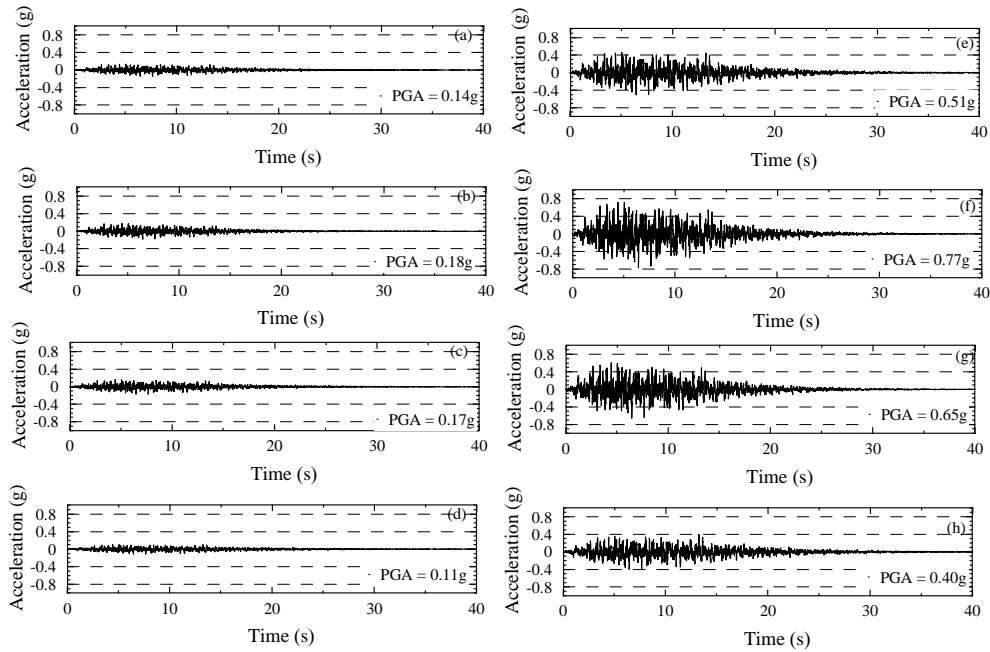 Acceleration (g)
0.8
0.4
0
-0.4
-0.8
(a)
PGA = 0.14g
0
10
20
30
40
Time (s)
Acceleration (g)
0.8
0.4
0
-0.4
-0.8
(b)
PGA = 0.18g
0
10
20
30
40
Time (s)
Acceleration (g)
0.8
0.4
0
-0.4
-0.8
(c)
PGA = 0.17g
0
10
20
30
40
Time (s)
Acceleration (g)
0.8
0.4
0
-0.4
-0.8
(d)
PGA = 0.11g
0
10
20
30
40
Time (s)
Acceleration (g)
0.8
0.4
0
-0.4
-0.8
(e)
PGA = 0.51g
0
10
20
30
40
Time (s)
Acceleration (g)
0.8
0.4
0
-0.4
-0.8
(f)
PGA = 0.77g
0
10
20
30
40
Time (s)
Acceleration (g)
0.8
0.4
0
-0.4
-0.8
(g)
PGA = 0.65g
0
10
20
30
40
Time (s)
Acceleration (g)
0.8
0.4
0
-0.4
-0.8
(h)
PGA = 0.40g
0
10
20
30
40
Time (s)